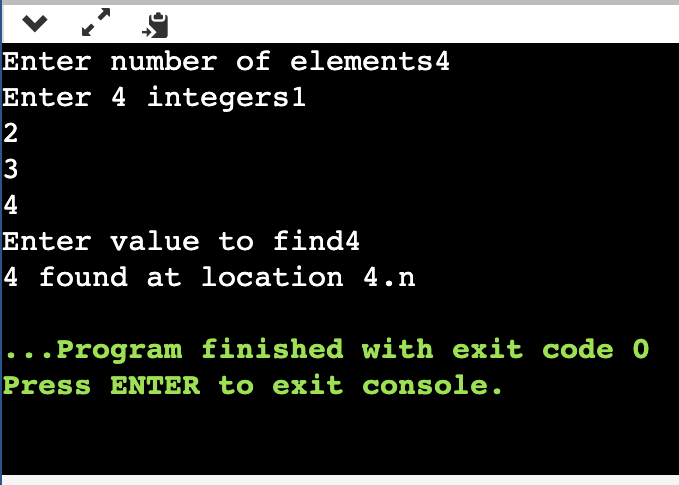 Enter number of elements4
Enter 4 integers1
2
3
4
Enter value to find4
4 found at location 4.n
...Program finished with exit code 0
Press ENTER to exit console.